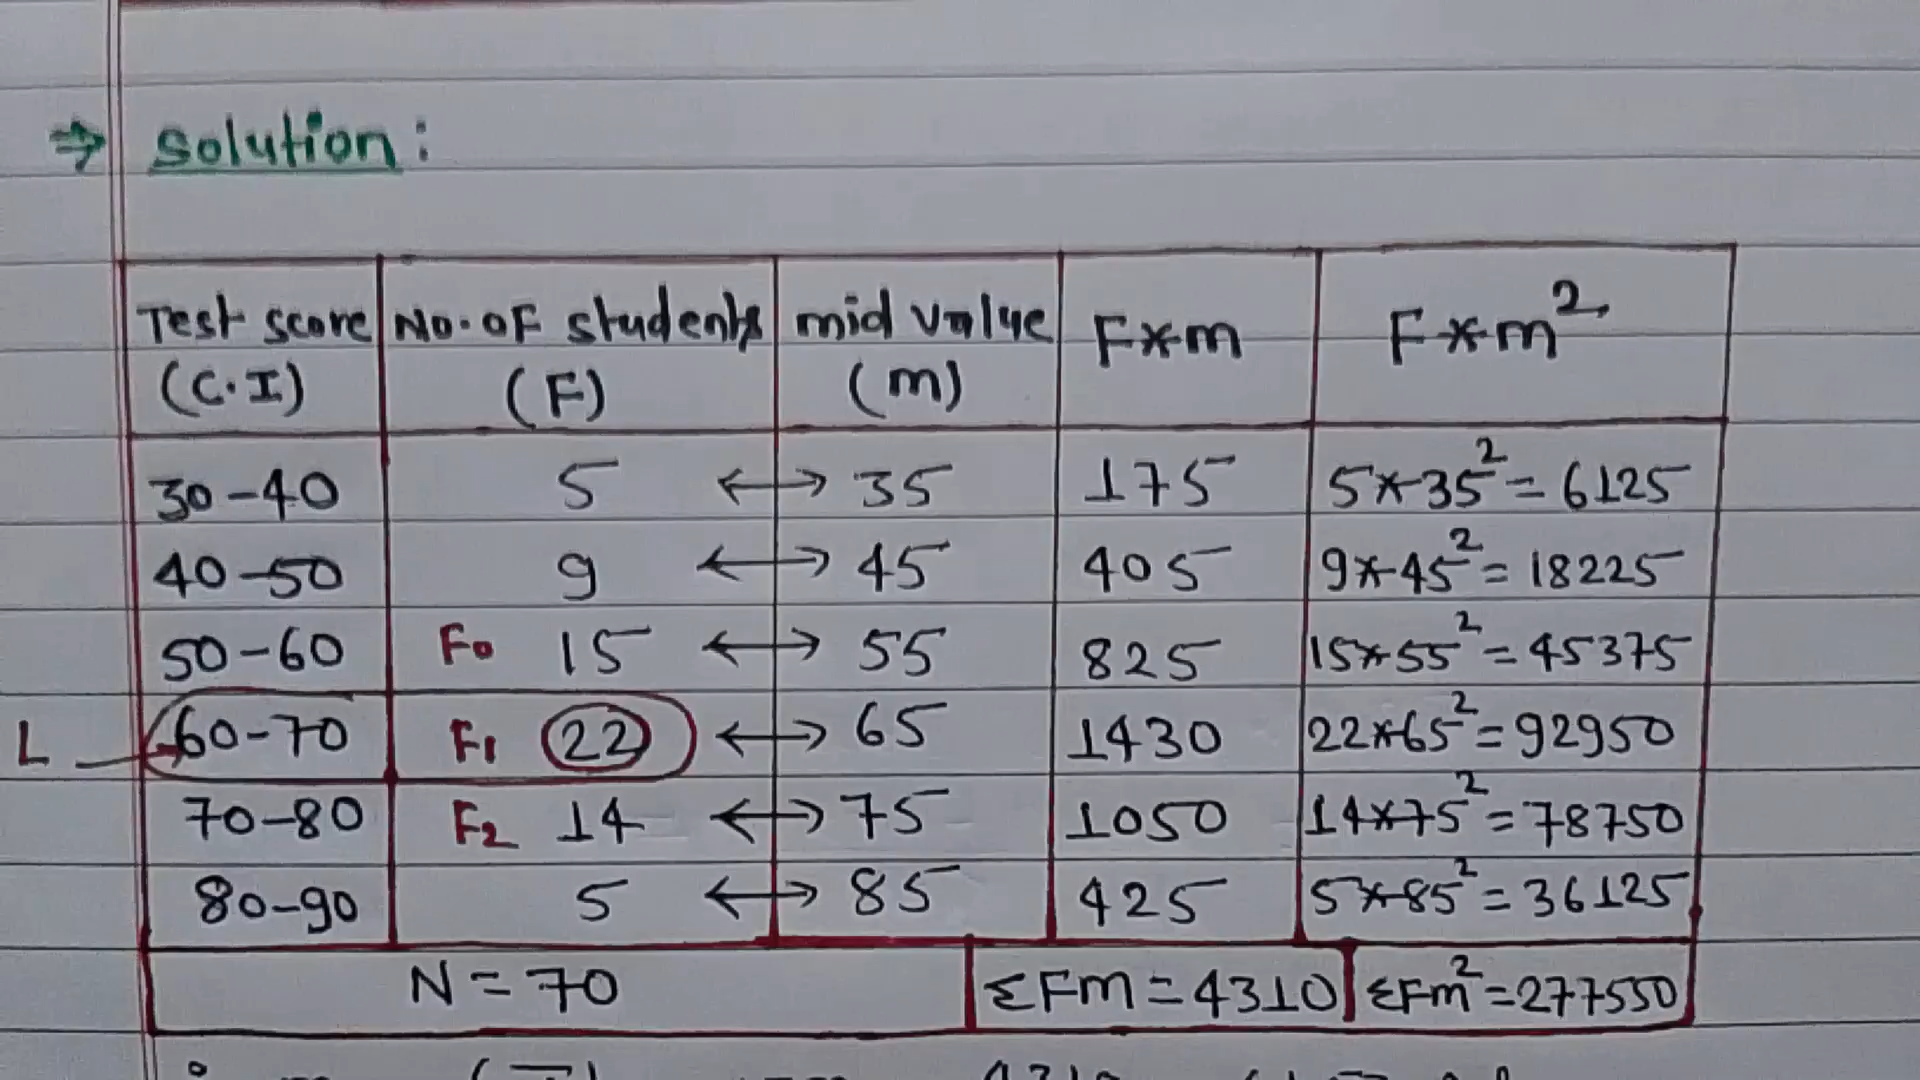 ⇒ Solution:
Test score (C.I) | No. of students (F) | mid value (m) | F*m | F*m²
30-40 | 5 ↔ | 35 | 175 | 5*35² = 6125
40-50 | 9 ↔ | 45 | 405 | 9*45² = 18225
50-60 | F₀ 15 ↔ | 55 | 825 | 15*55² = 45375
L 60-70 | F₁ 22 ↔ | 65 | 1430 | 22*65² = 92950
70-80 | F₂ 14 ↔ | 75 | 1050 | 14*75² = 78750
80-90 | 5 ↔ | 85 | 425 | 5*85² = 36125
N = 70 | ΣFm = 4310 | ΣFm² = 277550